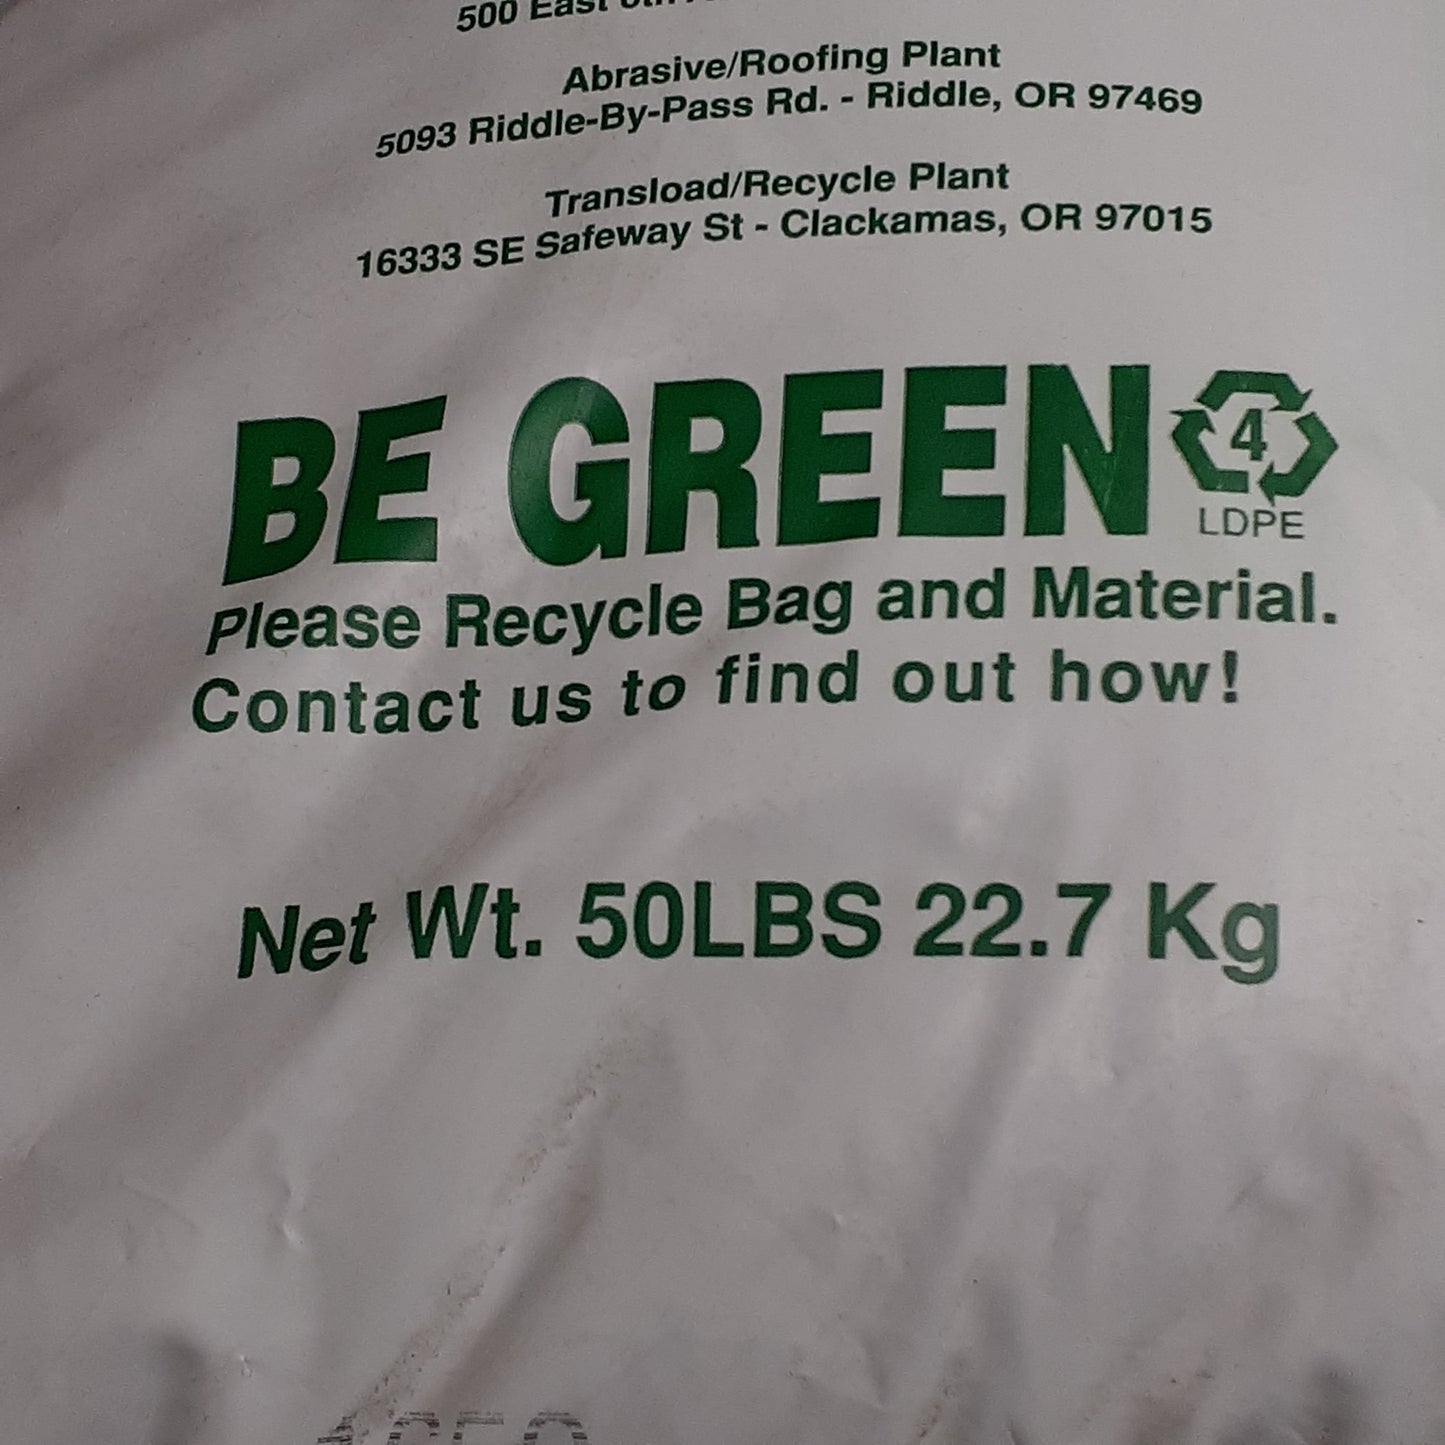 500 East
Abrasive/Roofing Plant
5093 Riddle-By-Pass Rd. - Riddle, OR 97469
Transload/Recycle Plant
16333 SE Safeway St - Clackamas, OR 97015
BE GREEN
4
LDPE
Please Recycle Bag and Material.
Contact us to find out how!
Net Wt. 50LBS 22.7 Kg